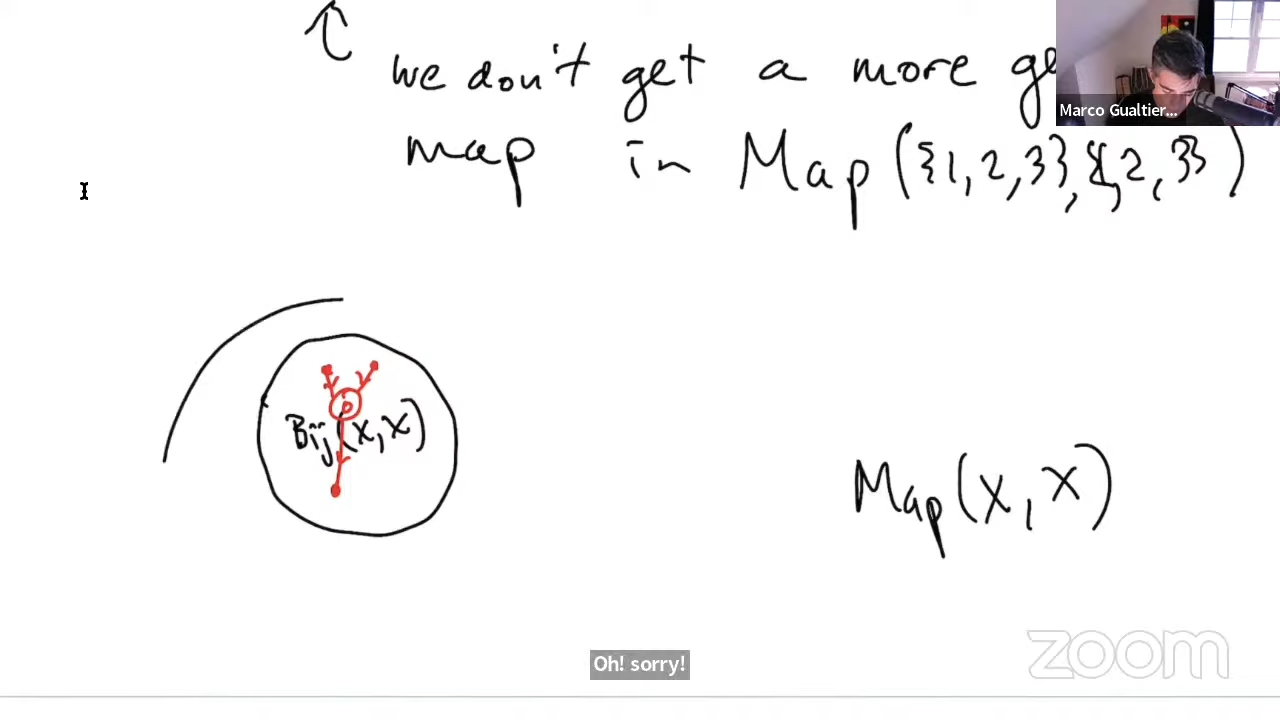 we don't get a more ge
map in Map({1,2,3},{1,2,3})
Marco Gualtier...
Bij(X,X)
Map(X,X)
Oh! sorry!
zoom